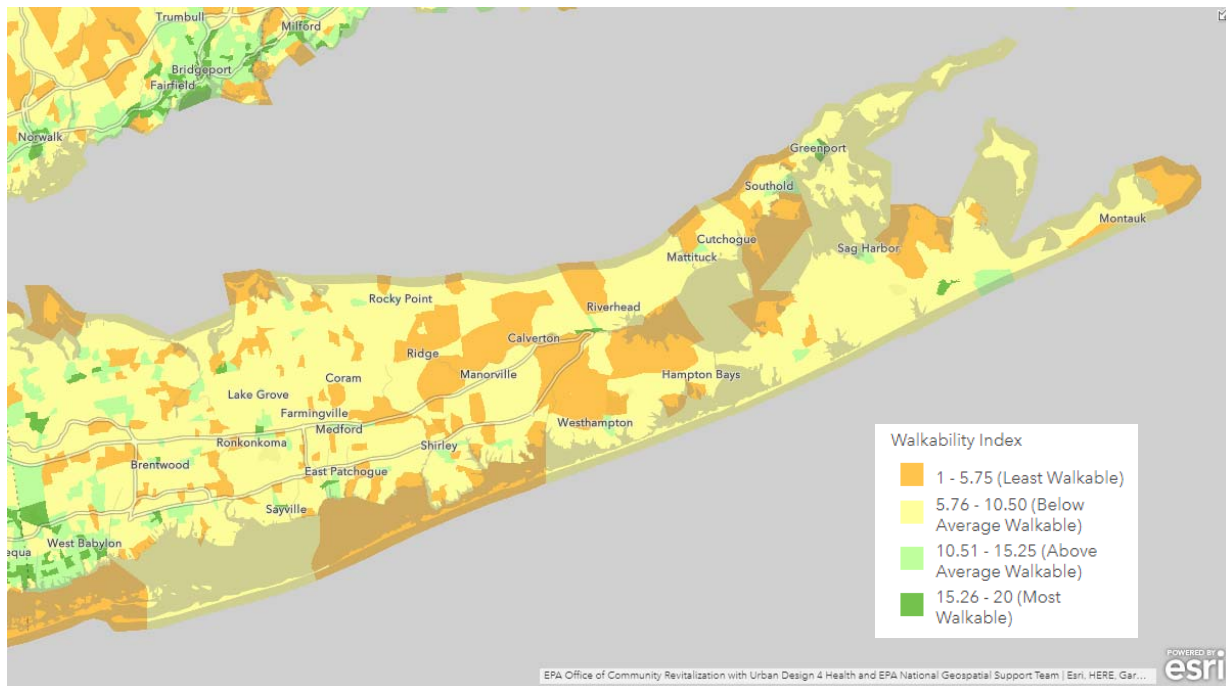 Trumbull
Milford
Bridgeport
Fairfield
Norwalk
Greenport
Southold
Montauk
Cutchogue
Sag Harbor
Mattituck
Rocky Point
Riverhead
Calverton
Ridge
Manorville
Hampton Bays
Coram
Lake Grove
Farmingville
Medford
Westhampton
Ronkonkoma
Shirley
Brentwood
East Patchogue
Sayville
West Babylon
equa
Walkability Index
1 - 5.75 (Least Walkable)
5.76 - 10.50 (Below
Average Walkable)
10.51 - 15.25 (Above
Average Walkable)
15.26 - 20 (Most
Walkable)
EPA Office of Community Revitalization with Urban Design 4 Health and EPA National Geospatial Support Team | Esri, HERE, Gar...
POWERED BY
esri